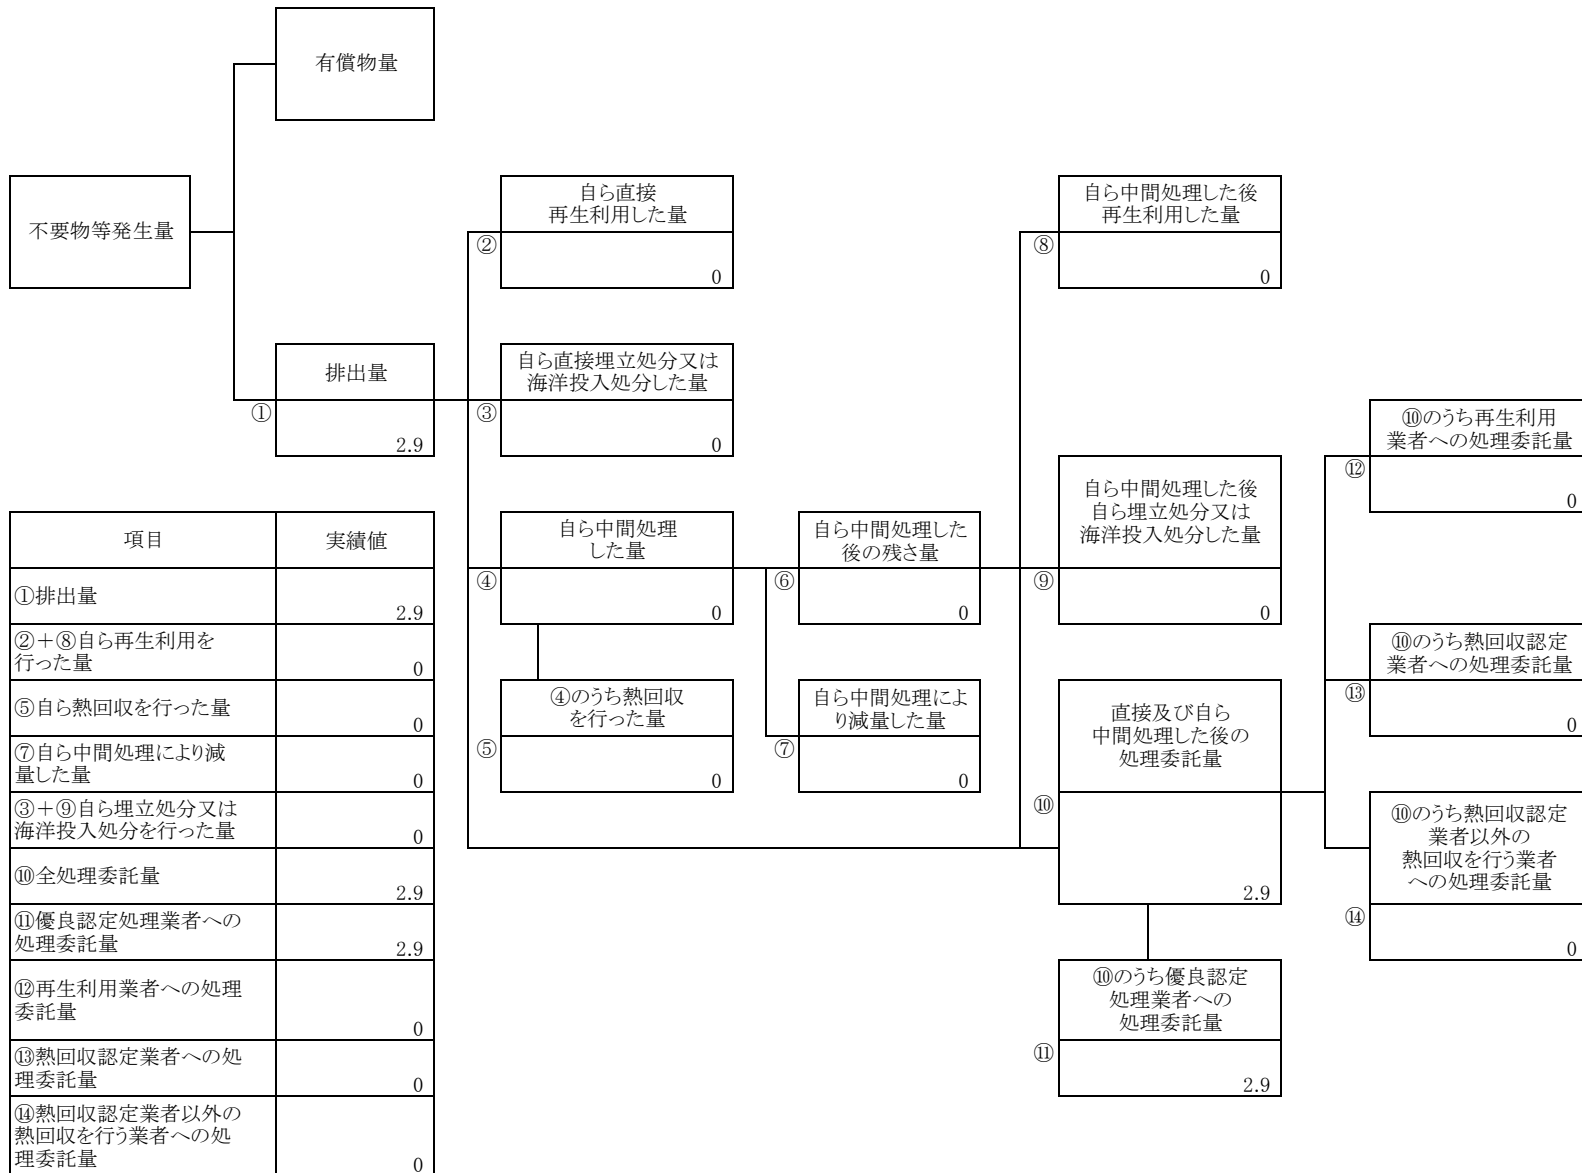 有償物量
不要物等発生量
排出量
①
2.9
自ら直接
再生利用した量
②
0
自ら直接埋立処分又は
海洋投入処分した量
③
0
自ら中間処理
した量
④
0
④のうち熱回収
を行った量
⑤
0
自ら中間処理した
後の残さ量
⑥
0
自ら中間処理によ
り減量した量
⑦
0
自ら中間処理した後
再生利用した量
⑧
0
自ら中間処理した後
自ら埋立処分又は
海洋投入処分した量
⑨
0
直接及び自ら
中間処理した後の
処理委託量
⑩
2.9
⑩のうち優良認定
処理業者への
処理委託量
⑪
2.9
⑩のうち再生利用
業者への処理委託量
⑫
0
⑩のうち熱回収認定
業者への処理委託量
⑬
0
⑩のうち熱回収認定
業者以外の
熱回収を行う業者
への処理委託量
⑭
0
項目 実績値
①排出量
2.9
②＋⑧自ら再生利用を
行った量
0
⑤自ら熱回収を行った量
0
⑦自ら中間処理により減
量した量
0
③＋⑨自ら埋立処分又は
海洋投入処分を行った量
0
⑩全処理委託量
2.9
⑪優良認定処理業者への
処理委託量
2.9
⑫再生利用業者への処理
委託量
0
⑬熱回収認定業者への処
理委託量
0
⑭熱回収認定業者以外の
熱回収を行う業者への処
理委託量
0